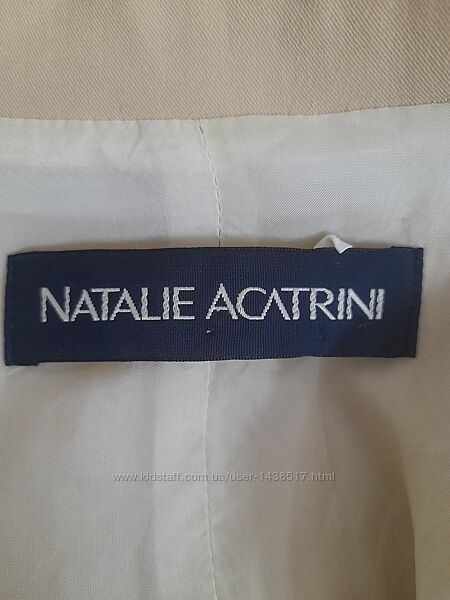 NATALIE ACATRINI
www.kidstaff.com.ua/user-1438517.html